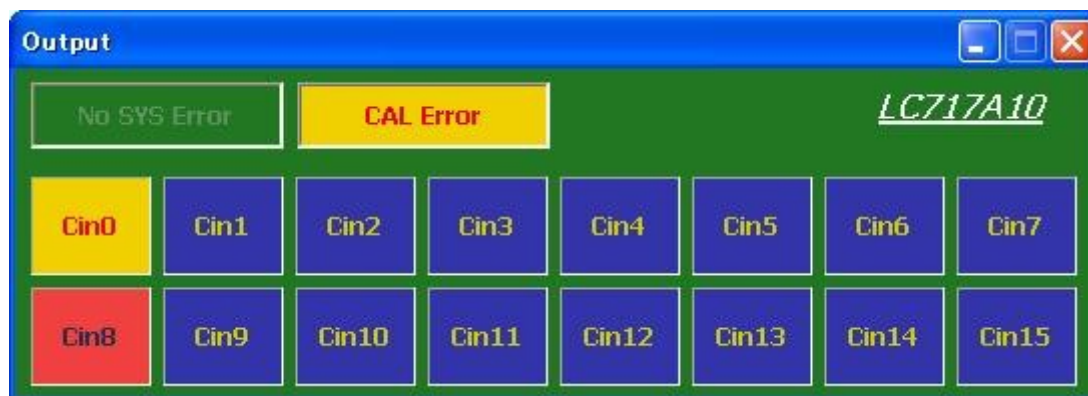 Output
No SYS Error CAL Error LC717A10
Cin0 Cin1 Cin2 Cin3 Cin4 Cin5 Cin6 Cin7
Cin8 Cin9 Cin10 Cin11 Cin12 Cin13 Cin14 Cin15